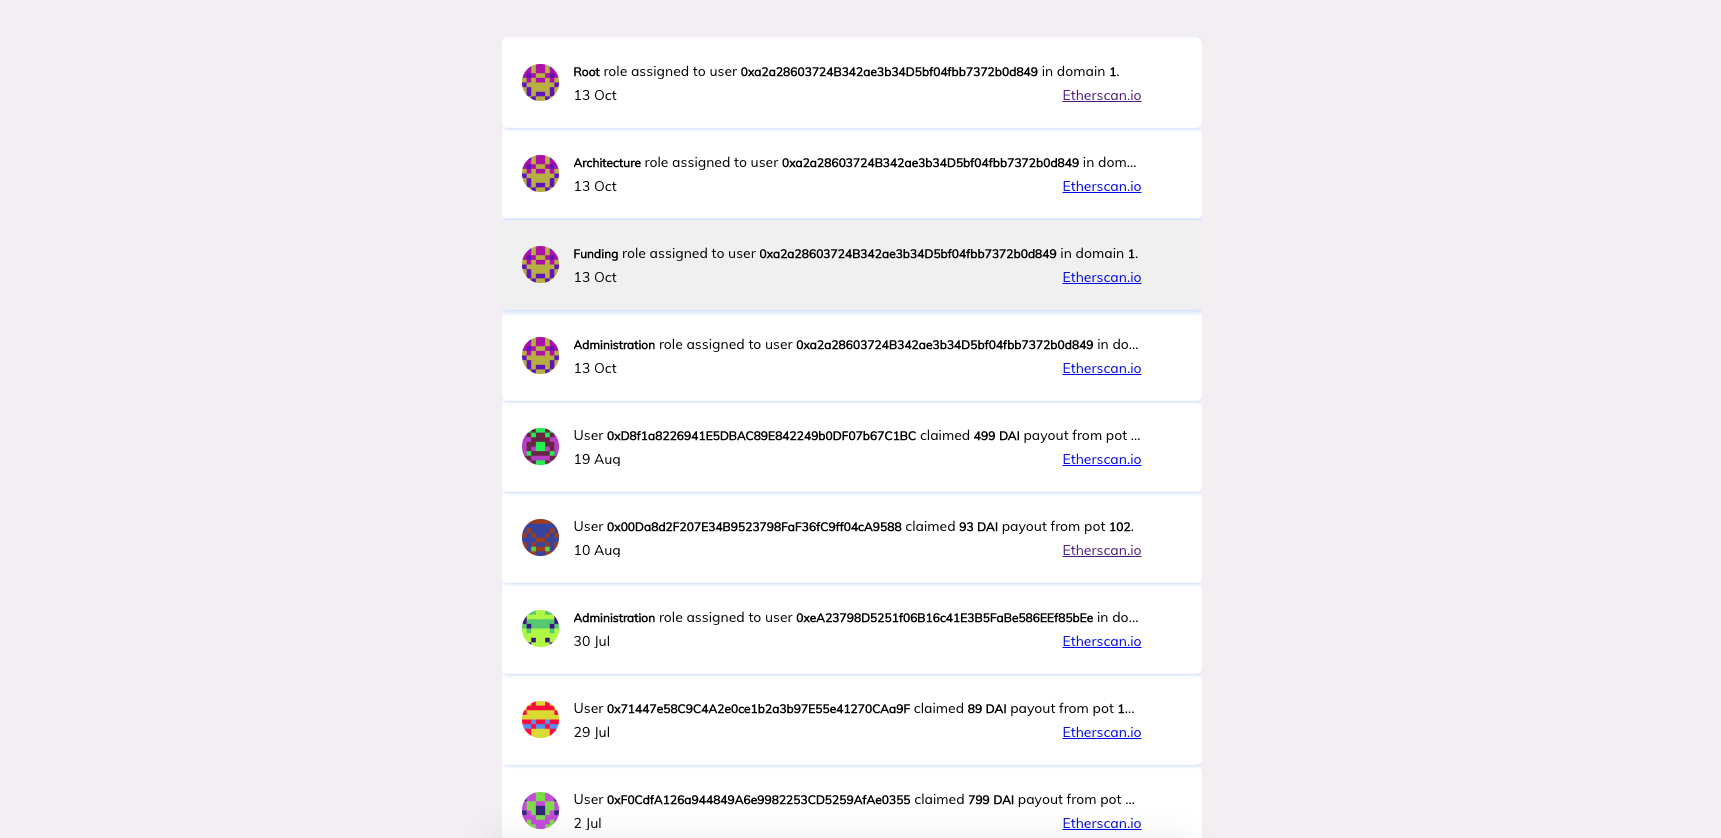 Root role assigned to user 0xa2a28603724B342ae3b34D5bf04fbb7372b0d849 in domain 1.
13 Oct Etherscan.io
Architecture role assigned to user 0xa2a28603724B342ae3b34D5bf04fbb7372b0d849 in dom...
13 Oct Etherscan.io
Funding role assigned to user 0xa2a28603724B342ae3b34D5bf04fbb7372b0d849 in domain 1.
13 Oct Etherscan.io
Administration role assigned to user 0xa2a28603724B342ae3b34D5bf04fbb7372b0d849 in do...
13 Oct Etherscan.io
User 0xD8f1a8226941E5DBAC89E842249b0DF07b67C1BC claimed 499 DAI payout from pot ...
19 Aug Etherscan.io
User 0x00Da8d2F207E34B9523798FaF36fC9ff04cA9588 claimed 93 DAI payout from pot 102.
10 Aug Etherscan.io
Administration role assigned to user 0xeA23798D5251f06B16c41E3B5FaBe586EEf85bEe in do...
30 Jul Etherscan.io
User 0x71447e58C9C4A2e0ce1b2a3b97E55e41270CAa9F claimed 89 DAI payout from pot 1...
29 Jul Etherscan.io
User 0xF0CdfA126a944849A6e9982253CD5259AfAe0355 claimed 799 DAI payout from pot ...
2 Jul Etherscan.io